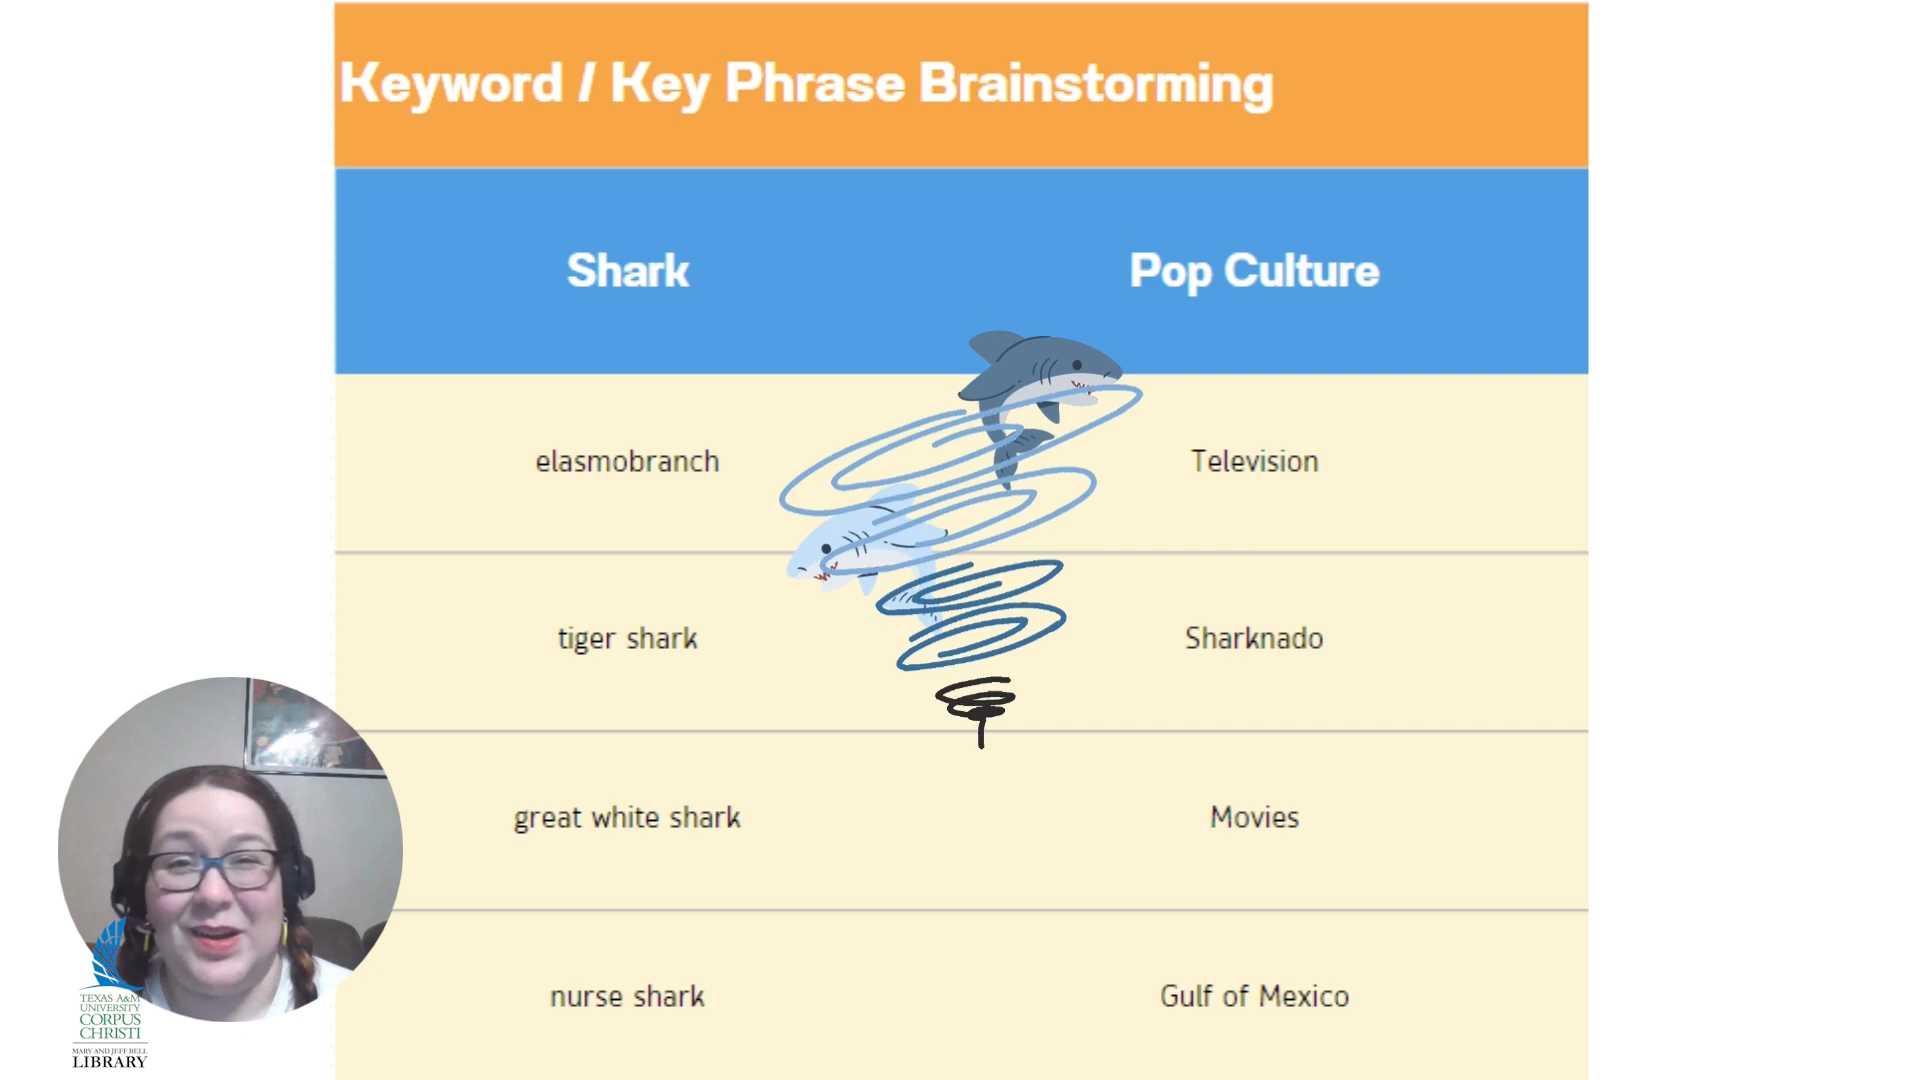 Keyword / Key Phrase Brainstorming
Shark Pop Culture
elasmobranch Television
tiger shark Sharknado
great white shark Movies
nurse shark Gulf of Mexico
TEXAS A&M
UNIVERSITY
CORPUS
CHRISTI
MARY AND JEFF BELL
LIBRARY